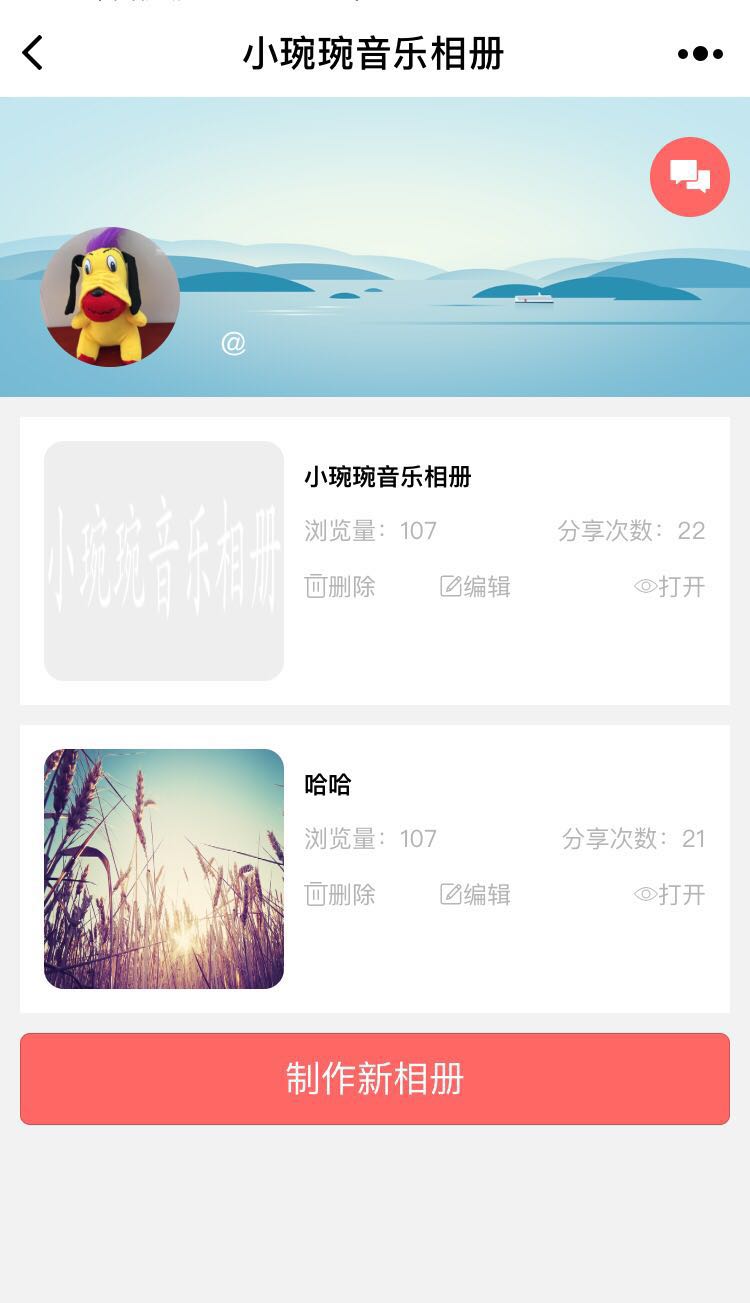 小琬琬音乐相册
@
小琬琬音乐相册
小琬琬音乐相册
浏览量：107 分享次数：22
删除 编辑 打开
哈哈
浏览量：107 分享次数：21
删除 编辑 打开
制作新相册